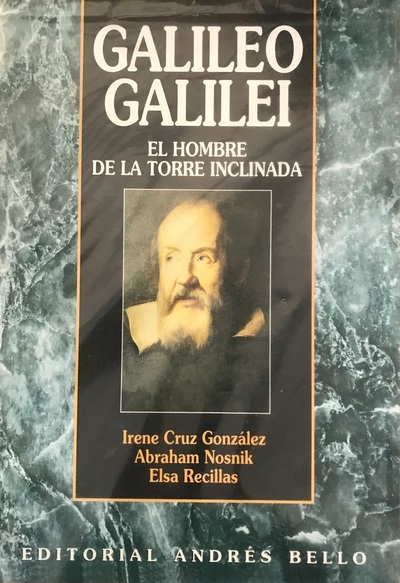 GALILEO
GALILEI
EL HOMBRE
DE LA TORRE INCLINADA
Irene Cruz González
Abraham Nosnik
Elsa Recillas
EDITORIAL ANDRÉS BELLO